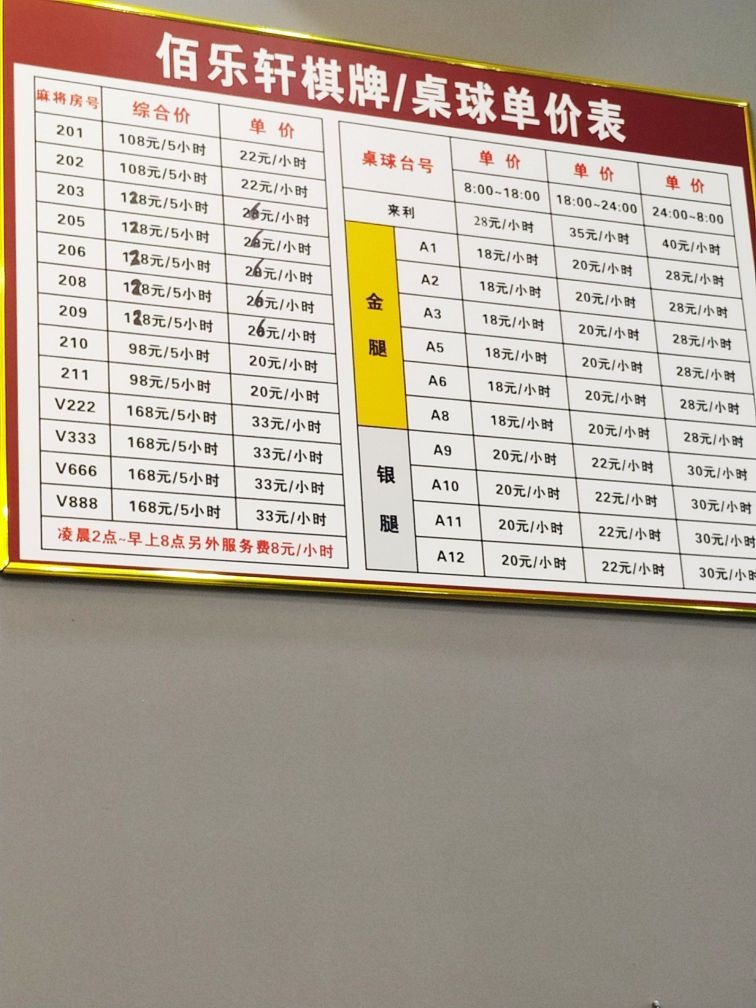 佰乐轩棋牌/桌球单价表
麻将房号 综合价 单价
201 108元/5小时 22元/小时
202 108元/5小时 22元/小时
203 128元/5小时 26元/小时
205 128元/5小时 26元/小时
206 128元/5小时 26元/小时
208 128元/5小时 26元/小时
209 128元/5小时 26元/小时
210 98元/5小时 20元/小时
211 98元/5小时 20元/小时
V222 168元/5小时 33元/小时
V333 168元/5小时 33元/小时
V666 168元/5小时 33元/小时
V888 168元/5小时 33元/小时
凌晨2点~早上8点另外服务费8元/小时
桌球台号 单价 单价 单价
8:00~18:00 18:00~24:00 24:00~8:00
来利 28元/小时 35元/小时 40元/小时
金腿
A1 18元/小时 20元/小时 28元/小时
A2 18元/小时 20元/小时 28元/小时
A3 18元/小时 20元/小时 28元/小时
A5 18元/小时 20元/小时 28元/小时
A6 18元/小时 20元/小时 28元/小时
A8 18元/小时 20元/小时 28元/小时
银腿
A9 20元/小时 22元/小时 30元/小时
A10 20元/小时 22元/小时 30元/小时
A11 20元/小时 22元/小时 30元/小时
A12 20元/小时 22元/小时 30元/小时